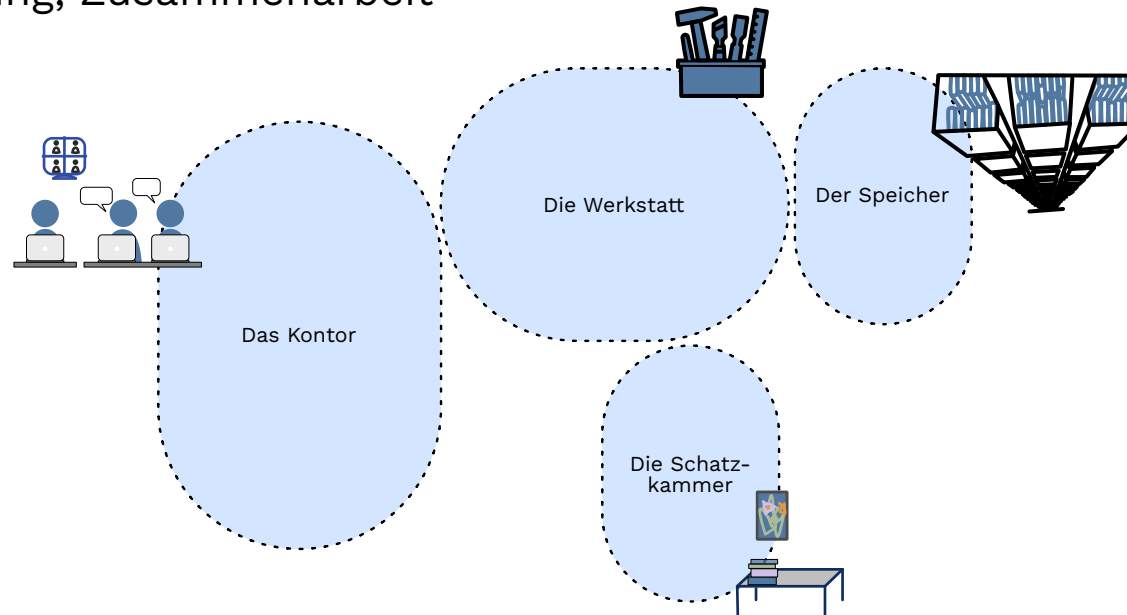 Zusammenarbeit
Die Werkstatt
Der Speicher
Das Kontor
Die Schatz-
kammer